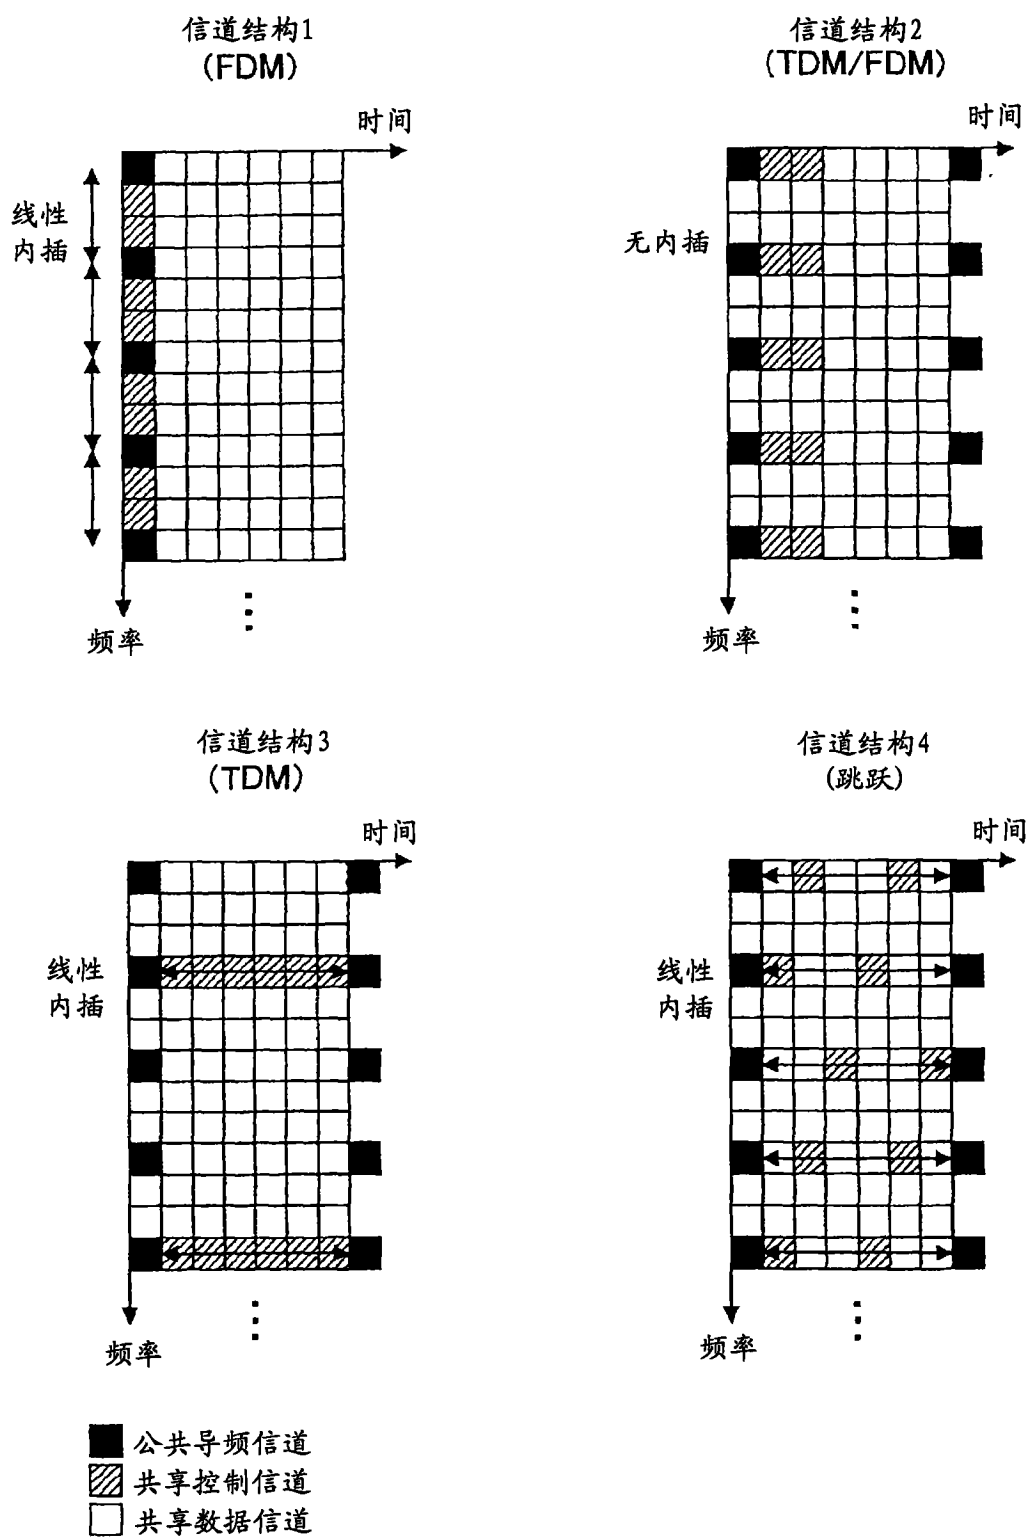 信道结构1
(FDM)
时间
线性
内插
频率
信道结构2
(TDM/FDM)
时间
无内插
频率
信道结构3
(TDM)
时间
线性
内插
频率
信道结构4
(跳跃)
时间
线性
内插
频率
公共导频信道
共享控制信道
共享数据信道